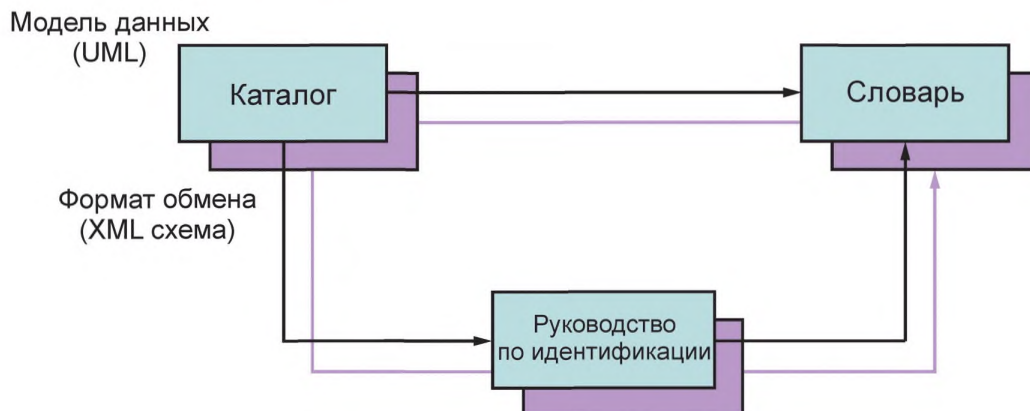 Модель данных
(UML)
Каталог
Словарь
Формат обмена
(XML схема)
Руководство
по идентификации